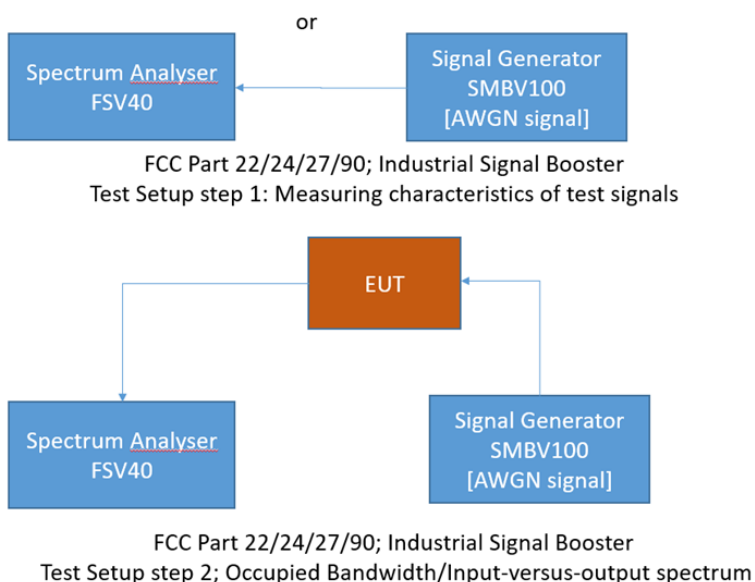 or
Spectrum Analyser
FSV40
Signal Generator
SMBV100
[AWGN signal]
FCC Part 22/24/27/90; Industrial Signal Booster
Test Setup step 1: Measuring characteristics of test signals
EUT
Spectrum Analyser
FSV40
Signal Generator
SMBV100
[AWGN signal]
FCC Part 22/24/27/90; Industrial Signal Booster
Test Setup step 2; Occupied Bandwidth/Input-versus-output spectrum